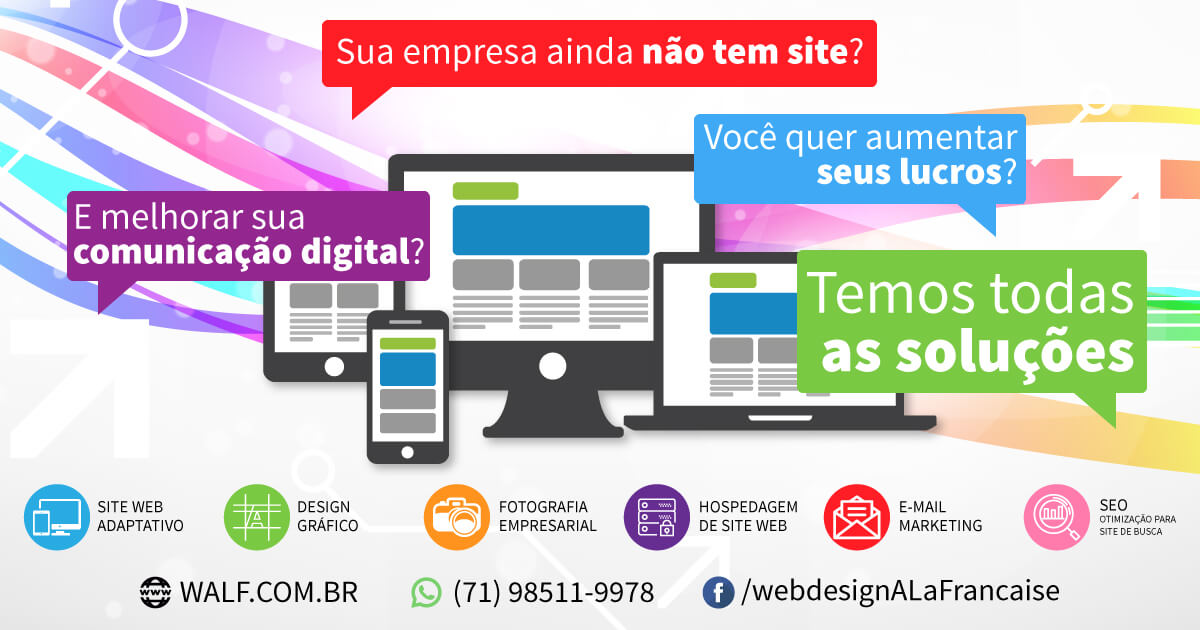 Sua empresa ainda não tem site?
Você quer aumentar
seus lucros?
E melhorar sua
comunicação digital?
Temos todas
as soluções
SITE WEB
ADAPTATIVO
DESIGN
GRÁFICO
FOTOGRAFIA
EMPRESARIAL
HOSPEDAGEM
DE SITE WEB
E-MAIL
MARKETING
SEO
OTIMIZAÇÃO PARA
SITE DE BUSCA
www WALF.COM.BR
(71) 98511-9978
f /webdesignALaFrancaise